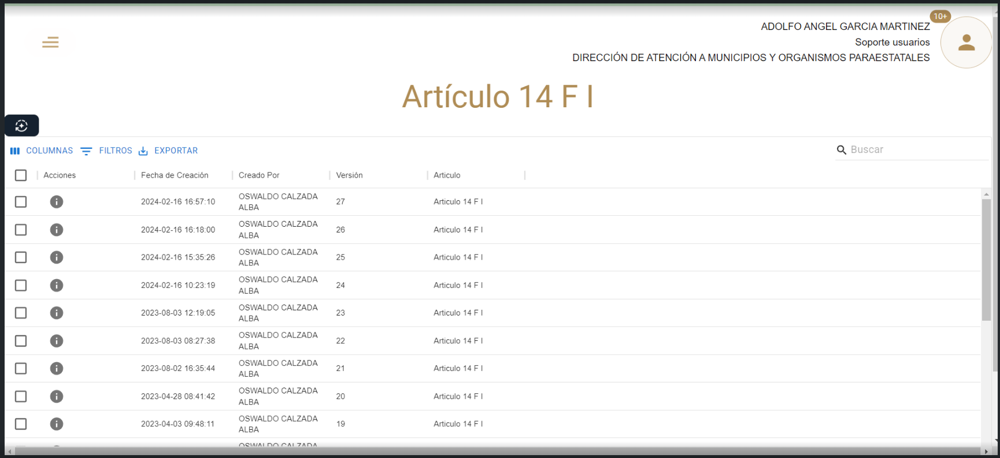 10+
ADOLFO ANGEL GARCIA MARTINEZ
Soporte usuarios
DIRECCIÓN DE ATENCIÓN A MUNICIPIOS Y ORGANISMOS PARAESTATALES
Artículo 14 F I
COLUMNAS FILTROS EXPORTAR Buscar
Acciones Fecha de Creación Creado Por Versión Articulo
2024-02-16 16:57:10 OSWALDO CALZADA ALBA 27 Articulo 14 F I
2024-02-16 16:18:00 OSWALDO CALZADA ALBA 26 Articulo 14 F I
2024-02-16 15:35:26 OSWALDO CALZADA ALBA 25 Articulo 14 F I
2024-02-16 10:23:19 OSWALDO CALZADA ALBA 24 Articulo 14 F I
2023-08-03 12:19:05 OSWALDO CALZADA ALBA 23 Articulo 14 F I
2023-08-03 08:27:38 OSWALDO CALZADA ALBA 22 Articulo 14 F I
2023-08-02 16:35:44 OSWALDO CALZADA ALBA 21 Articulo 14 F I
2023-04-28 08:41:42 OSWALDO CALZADA ALBA 20 Articulo 14 F I
2023-04-03 09:48:11 OSWALDO CALZADA ALBA 19 Articulo 14 F I
OSWALDO CALZADA